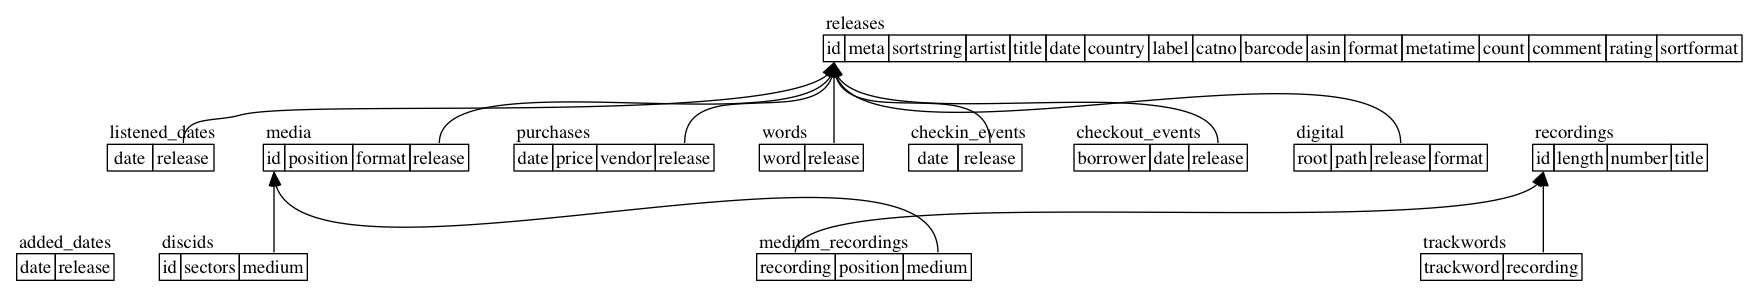 releases
id meta sortstring artist title date country label catno barcode asin format metatime count comment rating sortformat
listened_dates media purchases words checkin_events checkout_events digital recordings
date release id position format release date price vendor release word release date release borrower date release root path release format id length number title
added_dates discids medium_recordings trackwords
date release id sectors medium recording position medium trackword recording